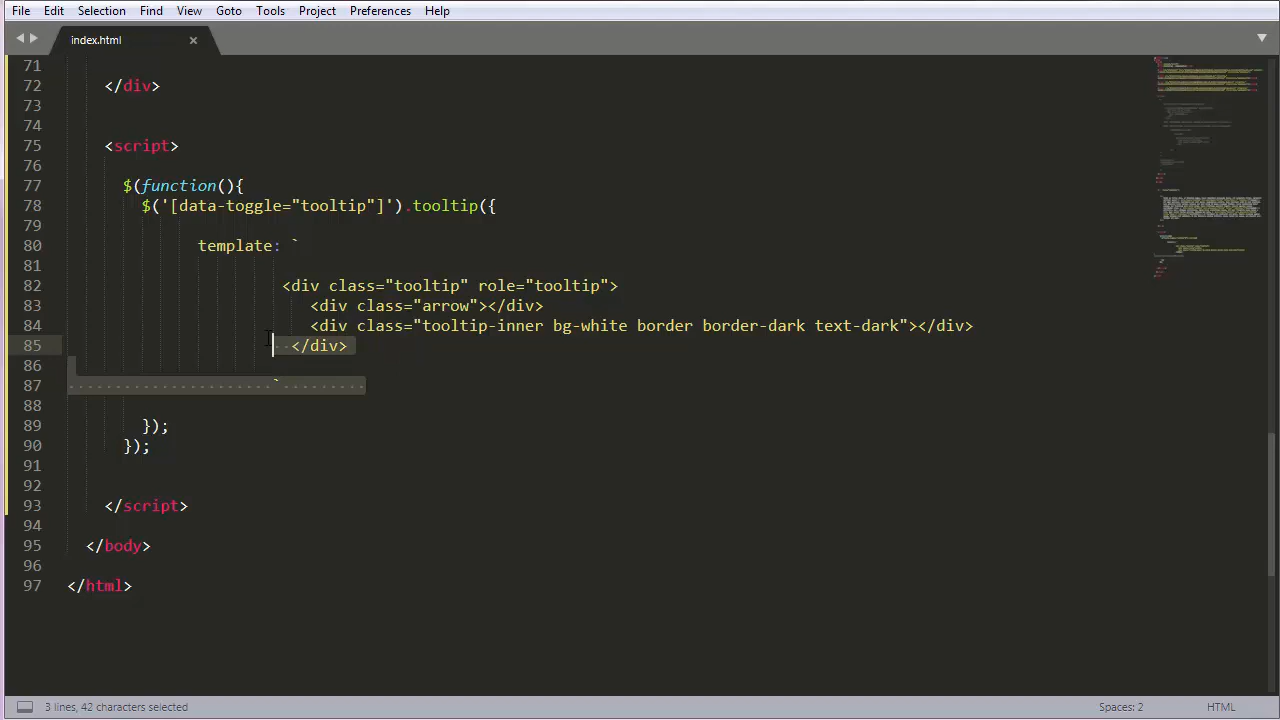 File Edit Selection Find View Goto Tools Project Preferences Help
index.html ×
71
72 </div>
73
74
75 <script>
76
77 $(function(){
78 $('[data-toggle="tooltip"]').tooltip({
79
80 template: `
81
82 <div class="tooltip" role="tooltip">
83 <div class="arrow"></div>
84 <div class="tooltip-inner bg-white border border-dark text-dark"></div>
85 </div>
86
87 `
88
89 });
90 });
91
92
93 </script>
94
95 </body>
96
97 </html>
3 lines, 42 characters selected Spaces: 2 HTML